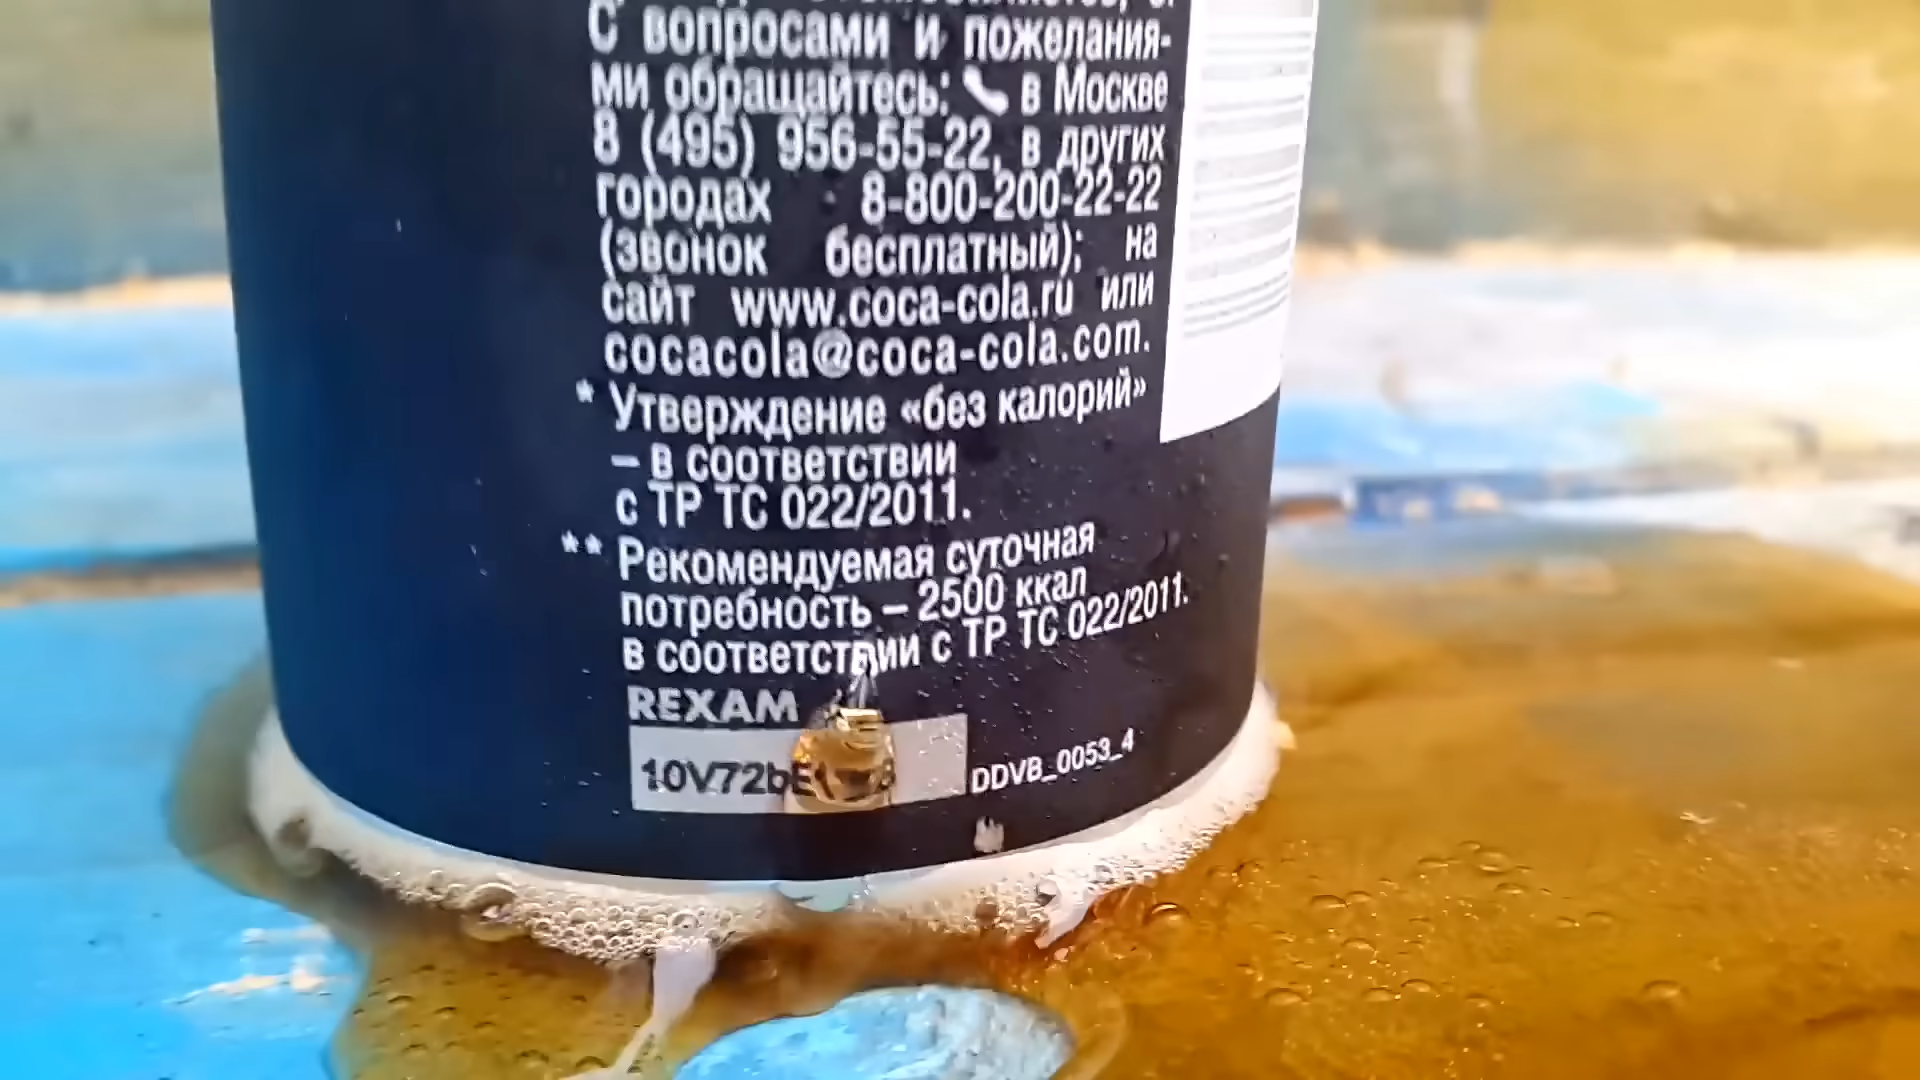 С вопросами и пожелания-
ми обращайтесь: в Москве
8 (495) 956-55-22, в других
городах 8-800-200-22-22
(звонок бесплатный); на
сайт www.coca-cola.ru или
cocacola@coca-cola.com.
* Утверждение «без калорий»
– в соответствии
с ТР ТС 022/2011.
** Рекомендуемая суточная
потребность – 2500 ккал
в соответствии с ТР ТС 022/2011.
REXAM
DDVB_0053_4